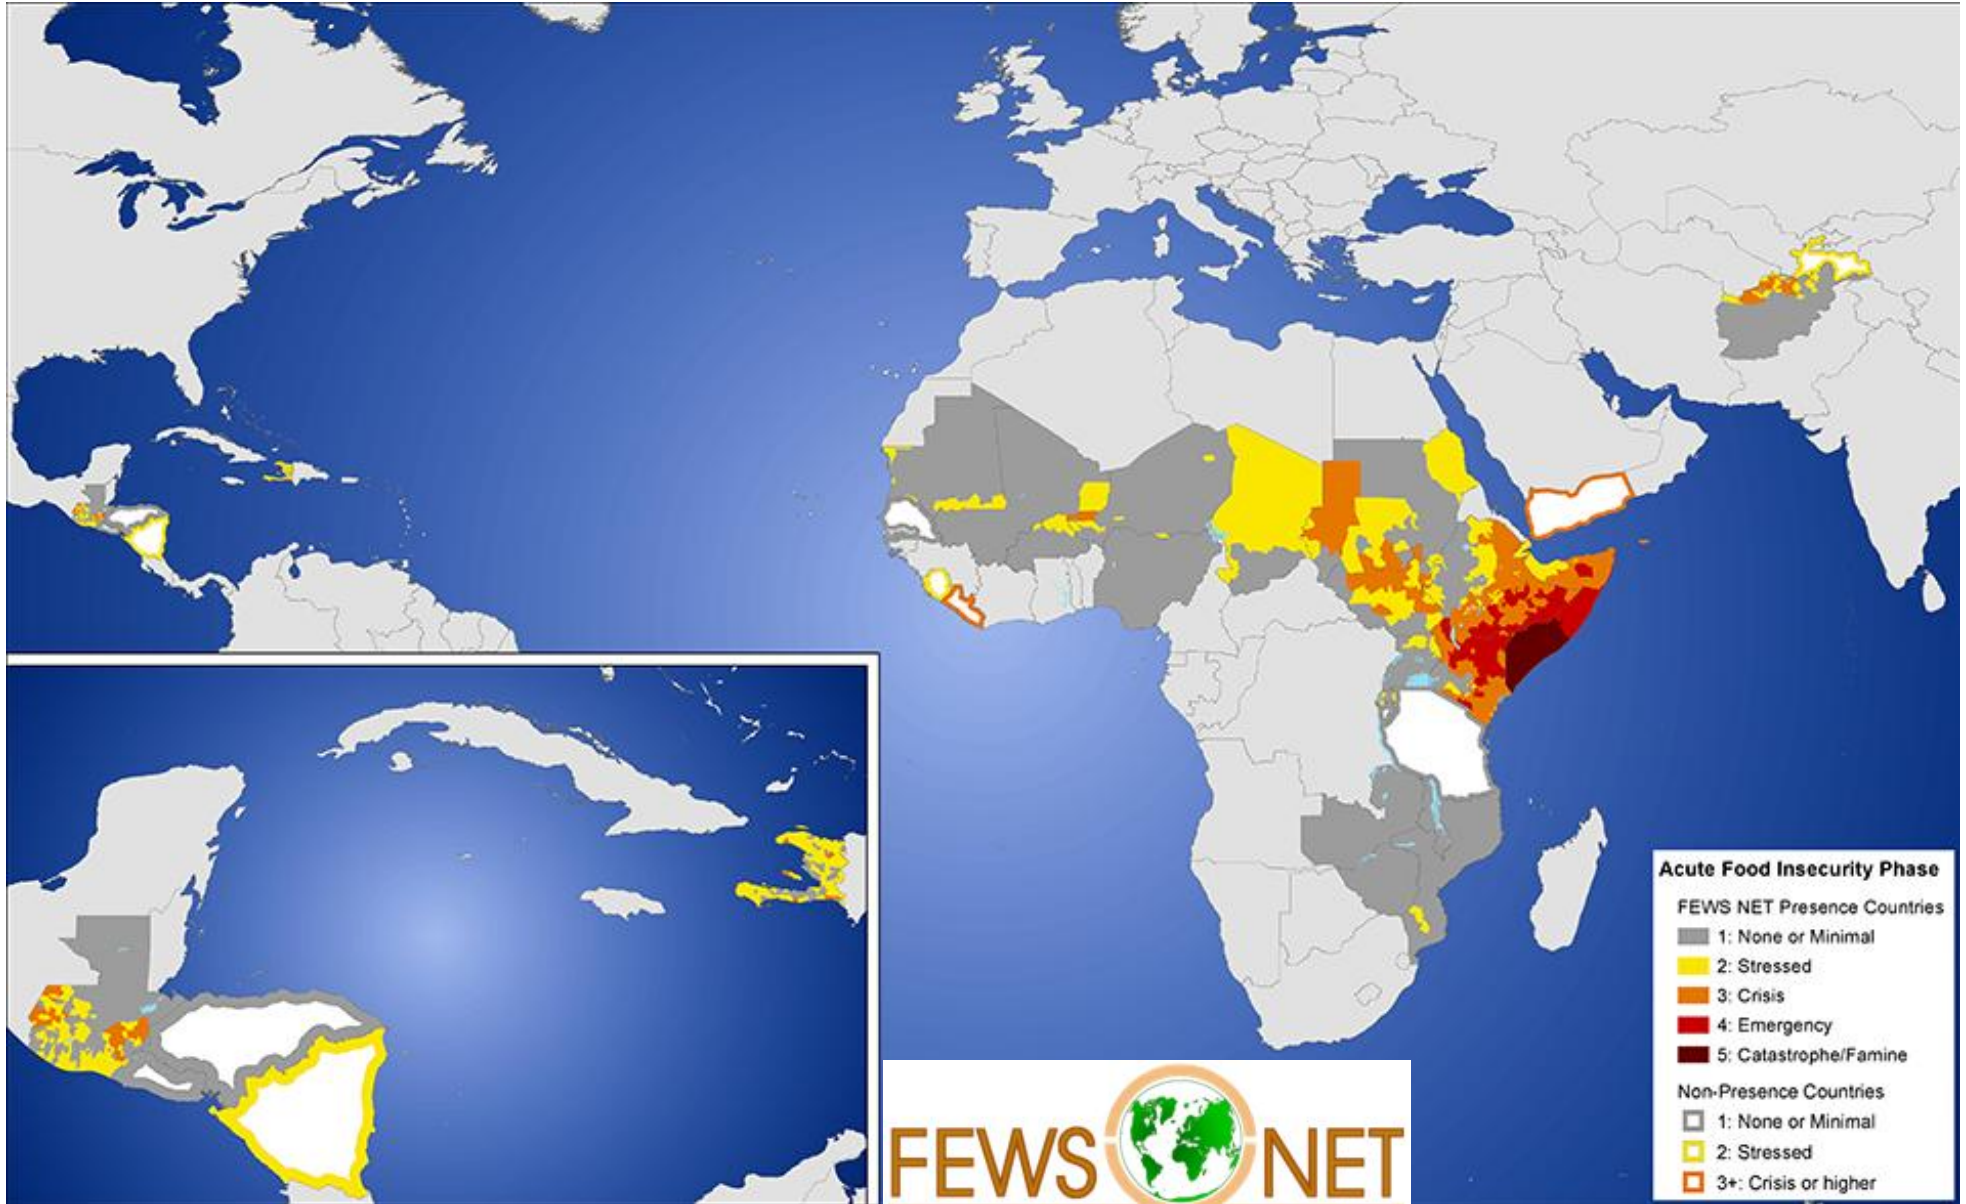 Acute Food Insecurity Phase
FEWS NET Presence Countries
1: None or Minimal
2: Stressed
3: Crisis
4: Emergency
5: Catastrophe/Famine
Non-Presence Countries
1: None or Minimal
2: Stressed
3+: Crisis or higher
FEWS NET